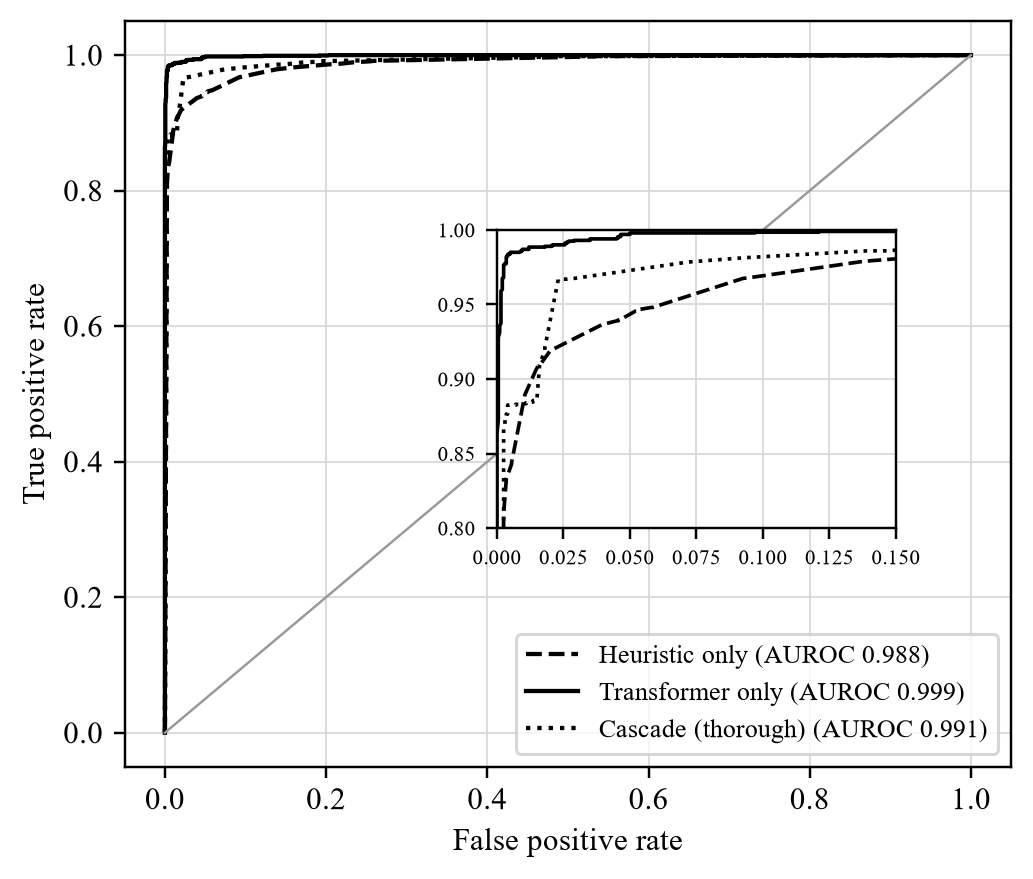 1.0
0.8
0.6
0.4
0.2
0.0
True positive rate
1.00
0.95
0.90
0.85
0.80
0.000 0.025 0.050 0.075 0.100 0.125 0.150
Heuristic only (AUROC 0.988)
Transformer only (AUROC 0.999)
Cascade (thorough) (AUROC 0.991)
0.0 0.2 0.4 0.6 0.8 1.0
False positive rate